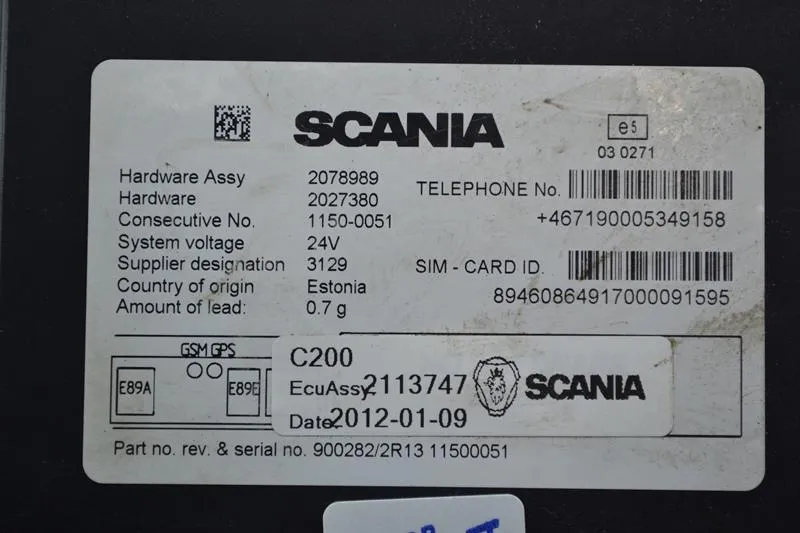 SCANIA
e5
03 0271
Hardware Assy 2078989
Hardware 2027380
Consecutive No. 1150-0051
System voltage 24V
Supplier designation 3129
Country of origin Estonia
Amount of lead: 0.7 g
TELEPHONE No.
+467190005349158
SIM - CARD ID.
89460864917000091595
GSM GPS
E89A
E89E
C200
EcuAssy 2113747
Date 2012-01-09
SCANIA
Part no. rev. & serial no. 900282/2R13 11500051